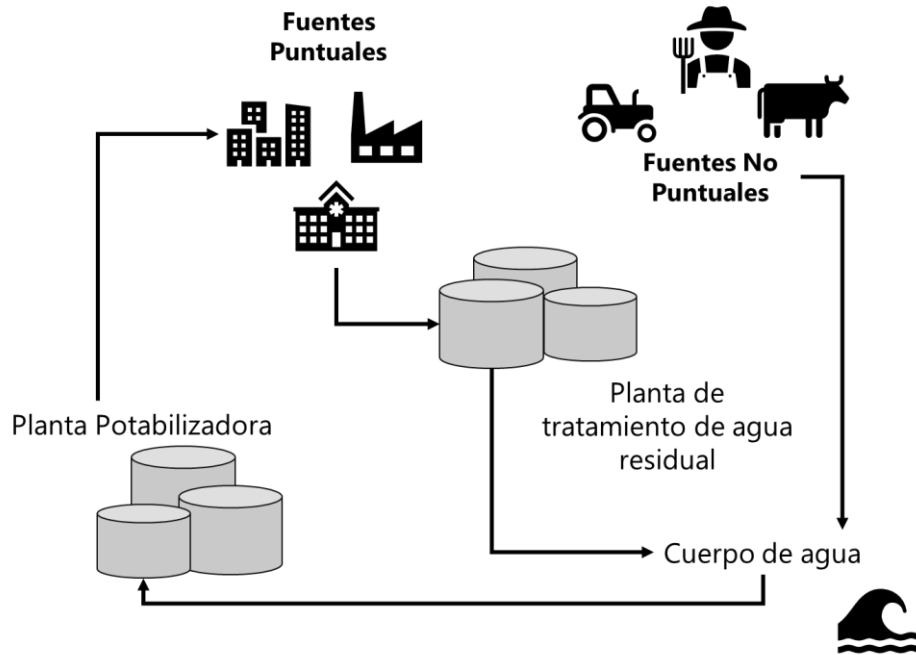 Fuentes
Puntuales
Fuentes No
Puntuales
Planta de
tratamiento de agua
residual
Planta Potabilizadora
Cuerpo de agua